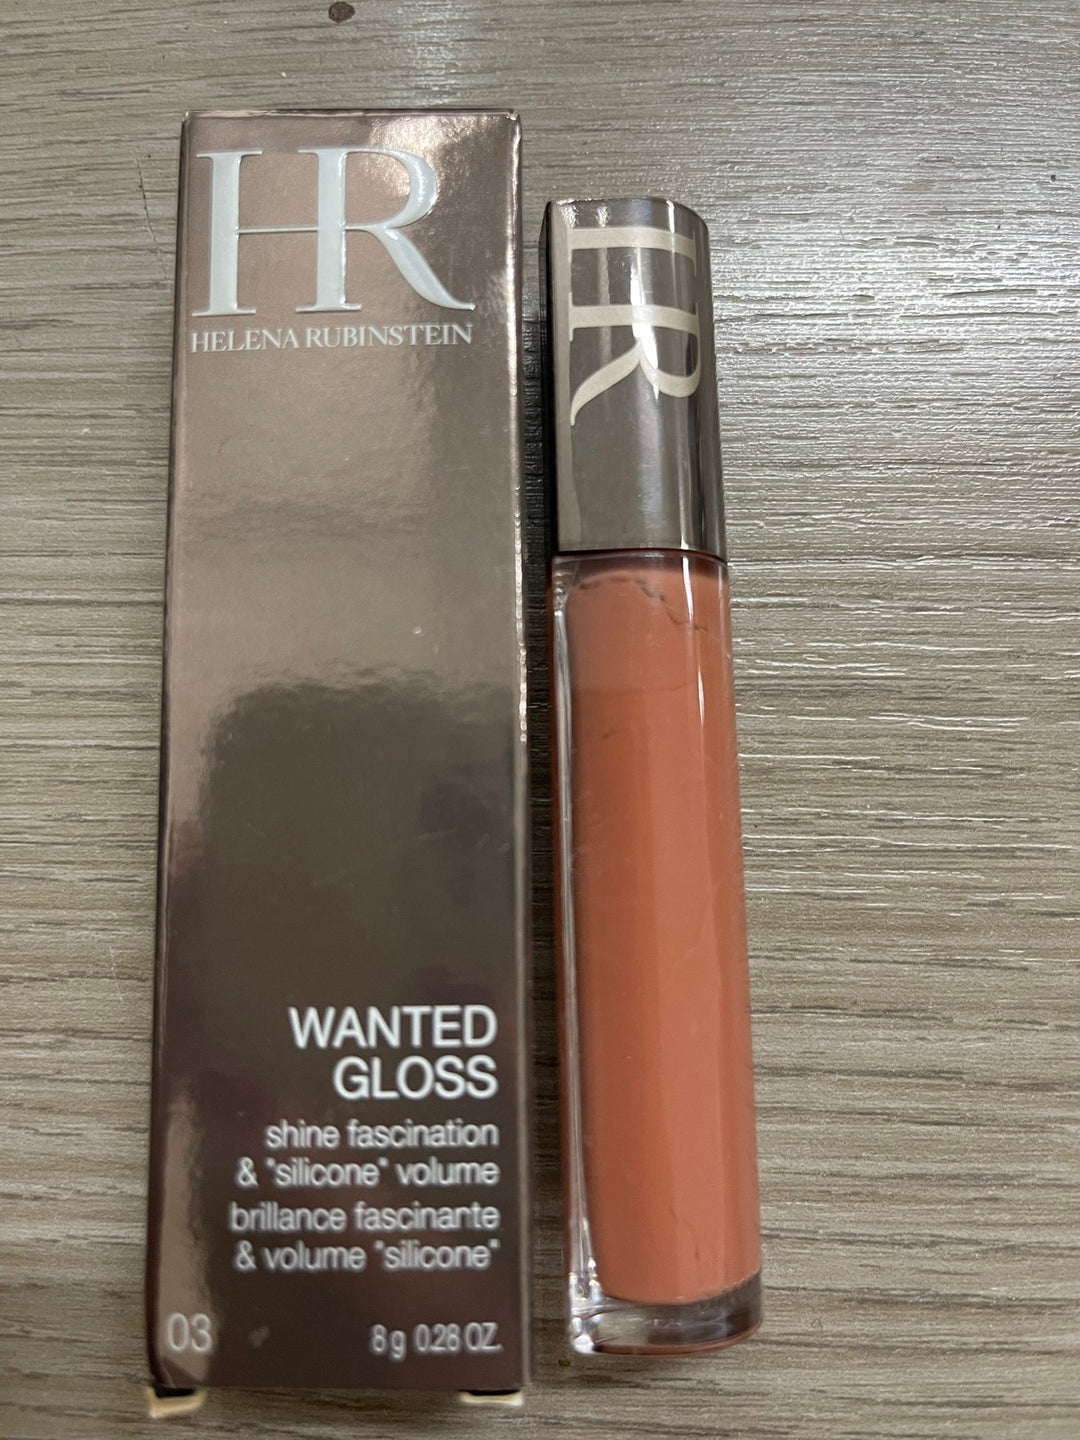 HR
HELENA RUBINSTEIN
WANTED
GLOSS
shine fascination
& "silicone" volume
brillance fascinante
& volume "silicone"
03
8 g 0.28 OZ.
HR